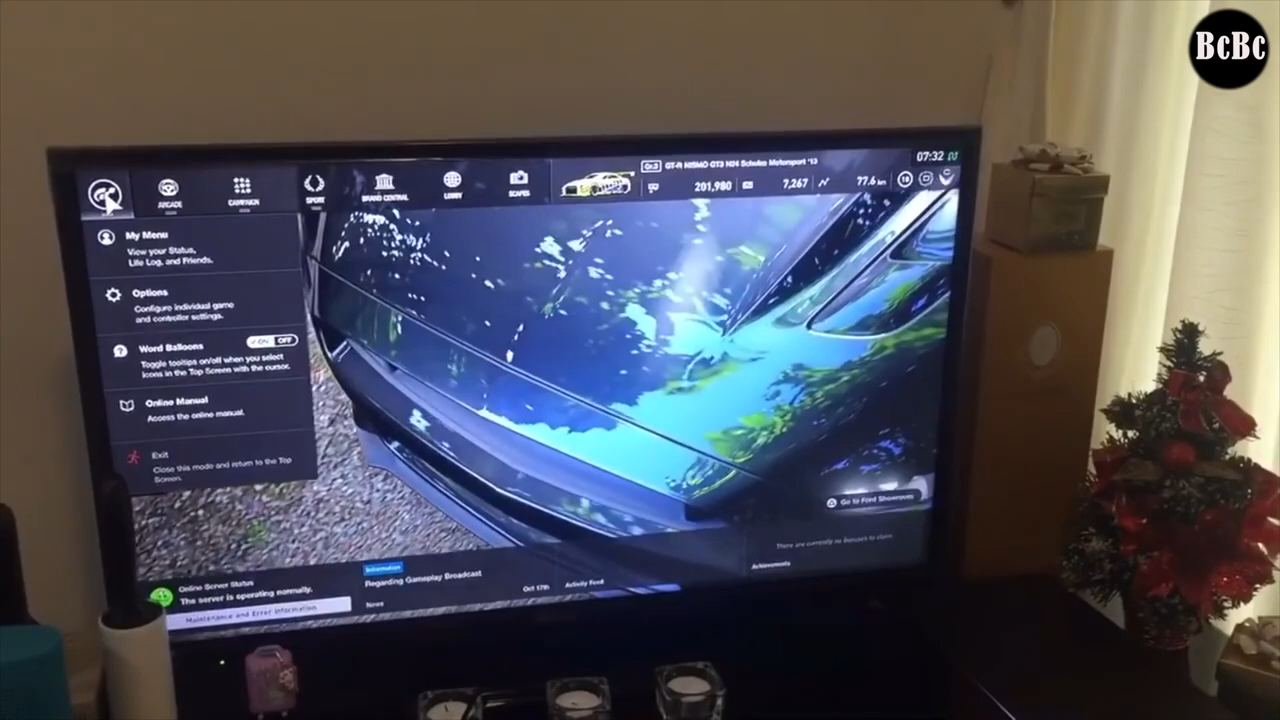 BcBc
Gr.3 GT-R NISMO GT3 N24 Schulze Motorsport '13
07:32
ARCADE
CAMPAIGN
SPORT
BRAND CENTRAL
LOBBY
SCAPES
201,980
7,267
77.6 km
18
My Menu
View your Status,
Life Log, and Friends.
Options
Configure individual game
and controller settings.
Word Balloons
ON OFF
Toggle tooltips on/off when you select
icons in the Top Screen with the cursor.
Online Manual
Access the online manual.
Exit
Close this mode and return to the Top
Screen.
Go to Ford Showroom
There are currently no bonuses to claim.
Achievements
Online Server Status
The server is operating normally.
Maintenance and Error Information
Information
Regarding Gameplay Broadcast
Oct 17th
News
Activity Feed